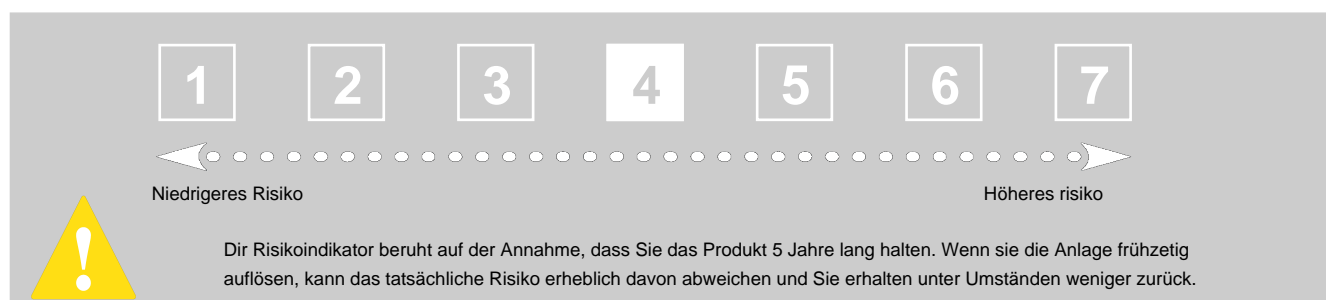 1 2 3 4 5 6 7
Niedrigeres Risiko Höheres risiko
!
Dir Risikoindikator beruht auf der Annahme, dass Sie das Produkt 5 Jahre lang halten. Wenn sie die Anlage frühzetig
auflösen, kann das tatsächliche Risiko erheblich davon abweichen und Sie erhalten unter Umständen weniger zurück.